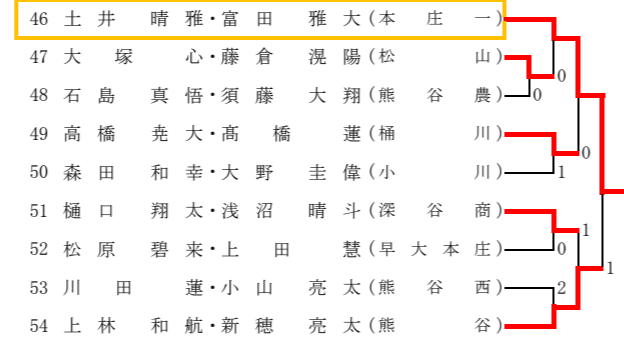 46 土井 晴雅・富田 雅大(本庄一)
47 大塚 心・藤倉 滉陽(松山)
0
48 石島 真悟・須藤 大翔(熊谷農)
0
49 高橋 尭大・髙橋 蓮(桶川)
0
50 森田 和幸・大野 圭偉(小川)
1
51 樋口 翔太・浅沼 晴斗(深谷商)
1
52 松原 碧来・上田 慧(早大本庄)
0
1
53 川田 蓮・小山 亮太(熊谷西)
2
54 上林 和航・新穂 亮太(熊谷)